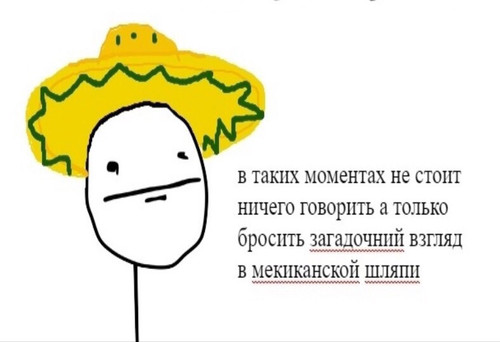 в таких моментах не стоит
ничего говорить а только
бросить загадочний взгляд
в мекиканской шляпи